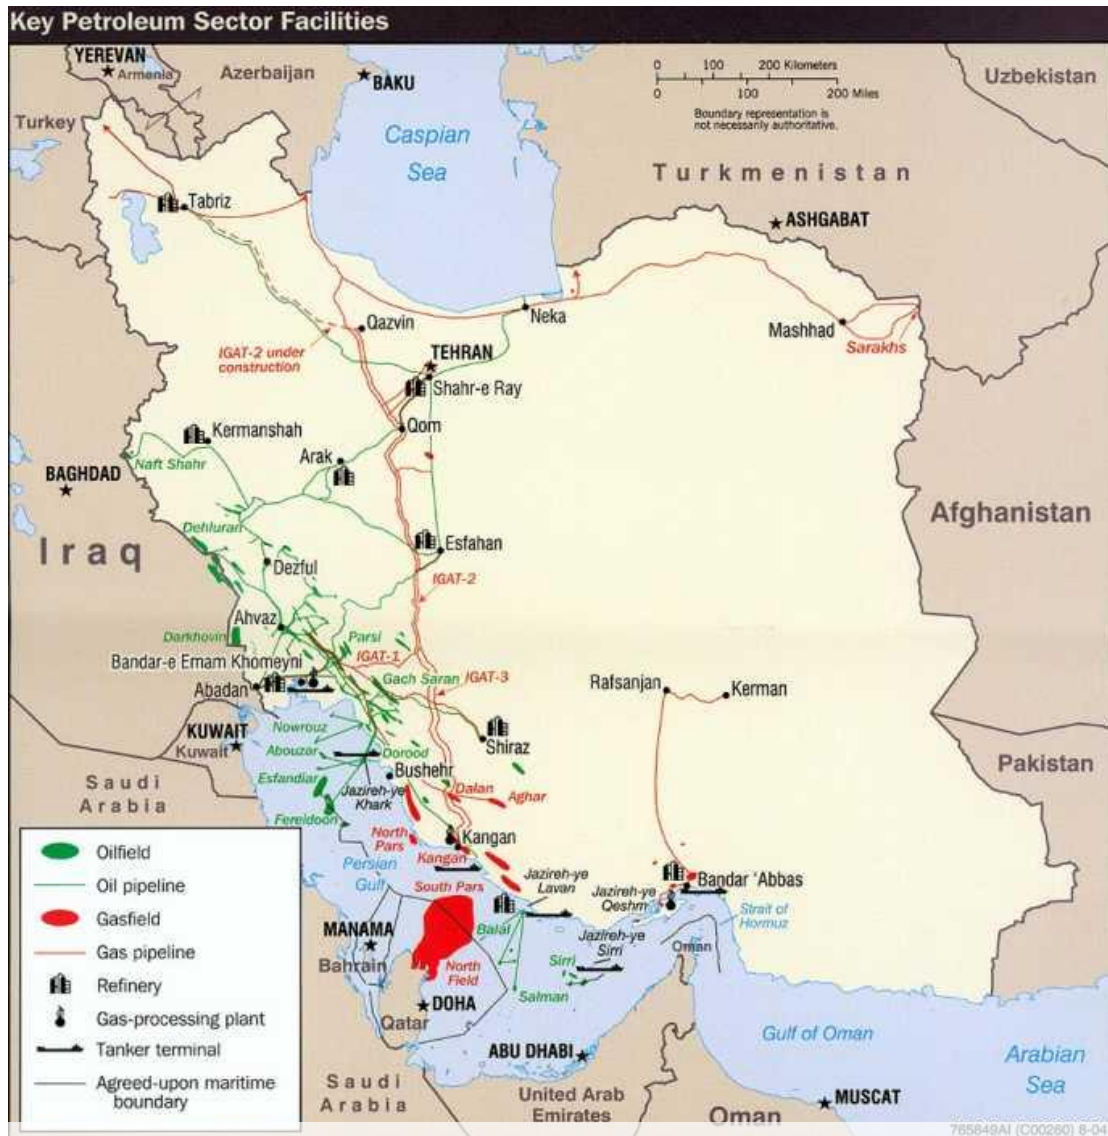 Key Petroleum Sector Facilities
YEREVAN
Armenia
Azerbaijan
BAKU
0 100 200 Kilometers
0 100 200 Miles
Boundary representation is
not necessarily authoritative.
Uzbekistan
Turkey
Caspian
Sea
Turkmenistan
ASHGABAT
Tabriz
Qazvin
Neka
Mashhad
Sarakhs
IGAT-2 under
construction
TEHRAN
Shahr-e Ray
Kermanshah
Qom
Arak
Naft Shahr
BAGHDAD
Afghanistan
Iraq
Dehluran
Esfahan
Dezful
IGAT-2
Ahvaz
Darkhovin
Parsi
Bandar-e Emam Khomeyni
IGAT-1
Gach Saran
IGAT-3
Abadan
Rafsanjan
Kerman
KUWAIT
Kuwait
Nowrouz
Abouzar
Dorood
Shiraz
Saudi
Arabia
Esfandiar
Bushehr
Jazireh-ye
Khark
Dalan
Aghar
Pakistan
Fereidoon
North
Pars
Kangan
Kangan
Persian
Gulf
South Pars
Jazireh-ye
Lavan
Jazireh-ye
Qeshm
Bandar 'Abbas
Strait of
Hormuz
MANAMA
Bahrain
Balal
Jazireh-ye
Sirri
Oman
North
Field
Sirri
Salman
DOHA
Qatar
ABU DHABI
Gulf of Oman
Arabian
Sea
Saudi
Arabia
United Arab
Emirates
Oman
MUSCAT
Oilfield
Oil pipeline
Gasfield
Gas pipeline
Refinery
Gas-processing plant
Tanker terminal
Agreed-upon maritime
boundary
765849AI (C00260) 8-04